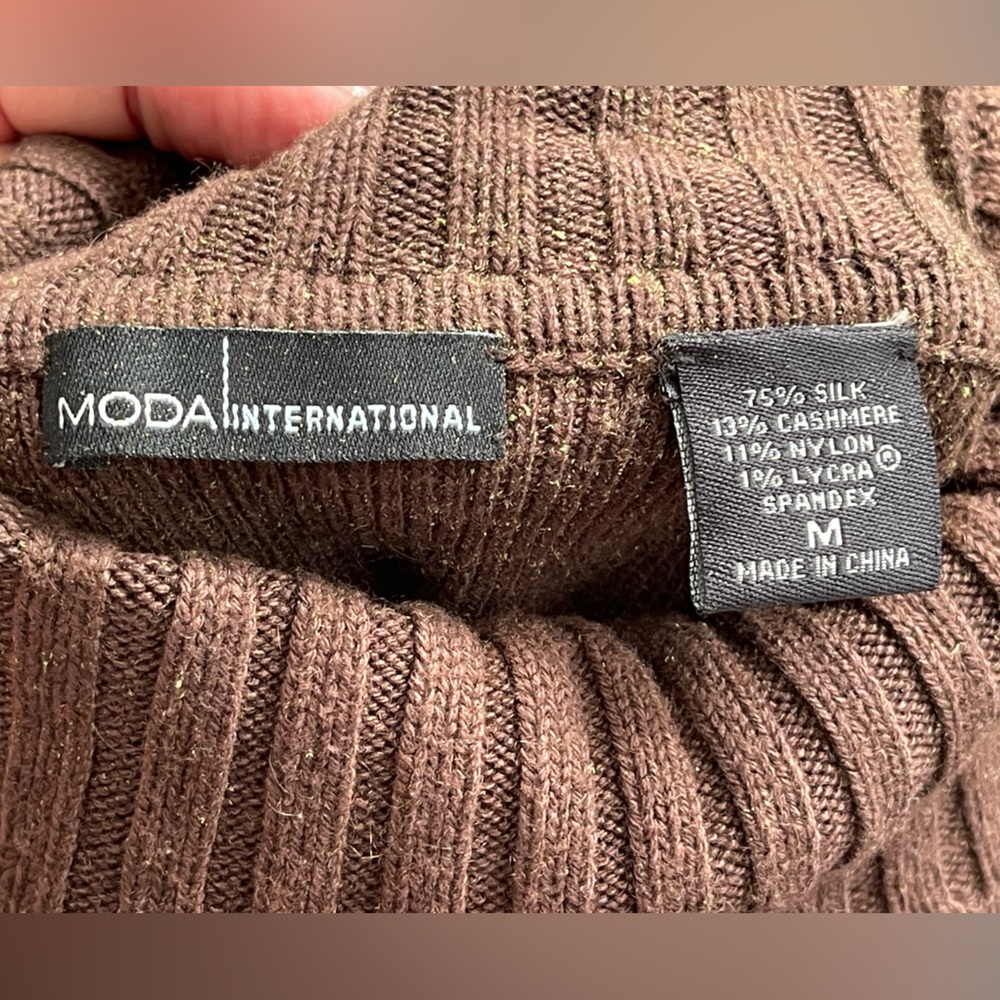 MODA INTERNATIONAL
75% SILK
13% CASHMERE
11% NYLON
1% LYCRA®
SPANDEX
M
MADE IN CHINA